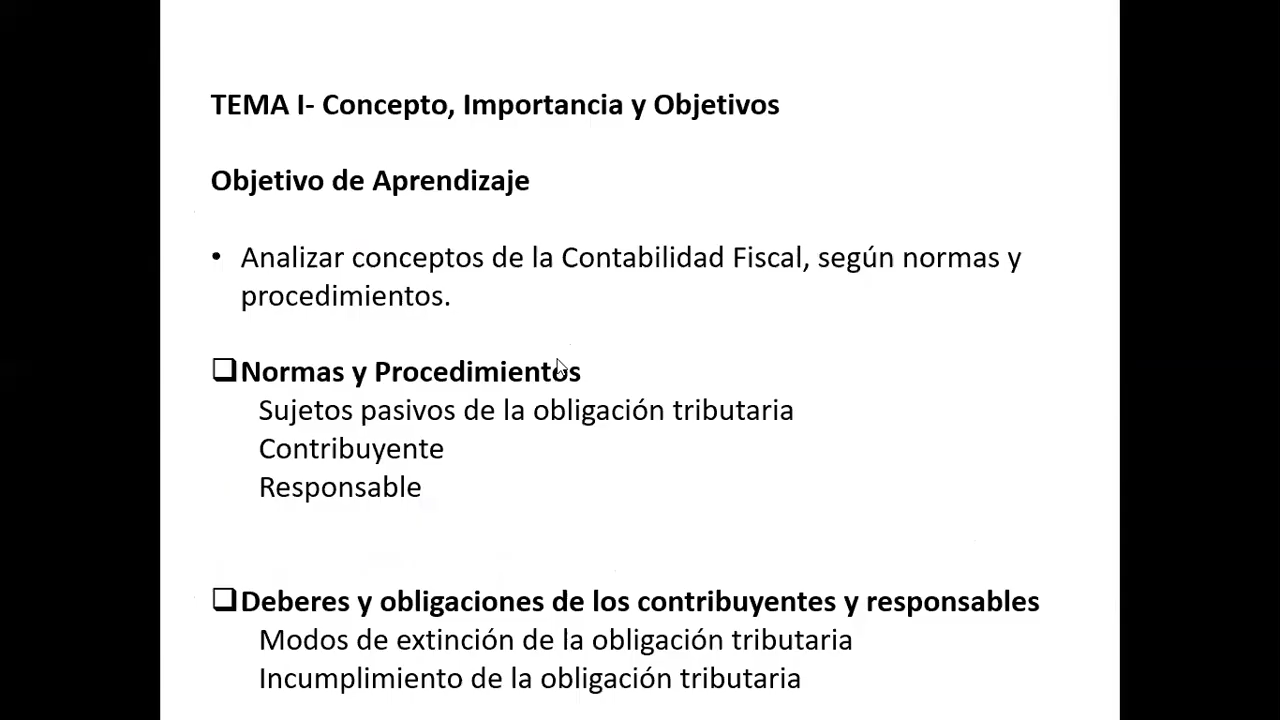 TEMA I- Concepto, Importancia y Objetivos
Objetivo de Aprendizaje
• Analizar conceptos de la Contabilidad Fiscal, según normas y
procedimientos.
❑Normas y Procedimientos
Sujetos pasivos de la obligación tributaria
Contribuyente
Responsable
❑Deberes y obligaciones de los contribuyentes y responsables
Modos de extinción de la obligación tributaria
Incumplimiento de la obligación tributaria